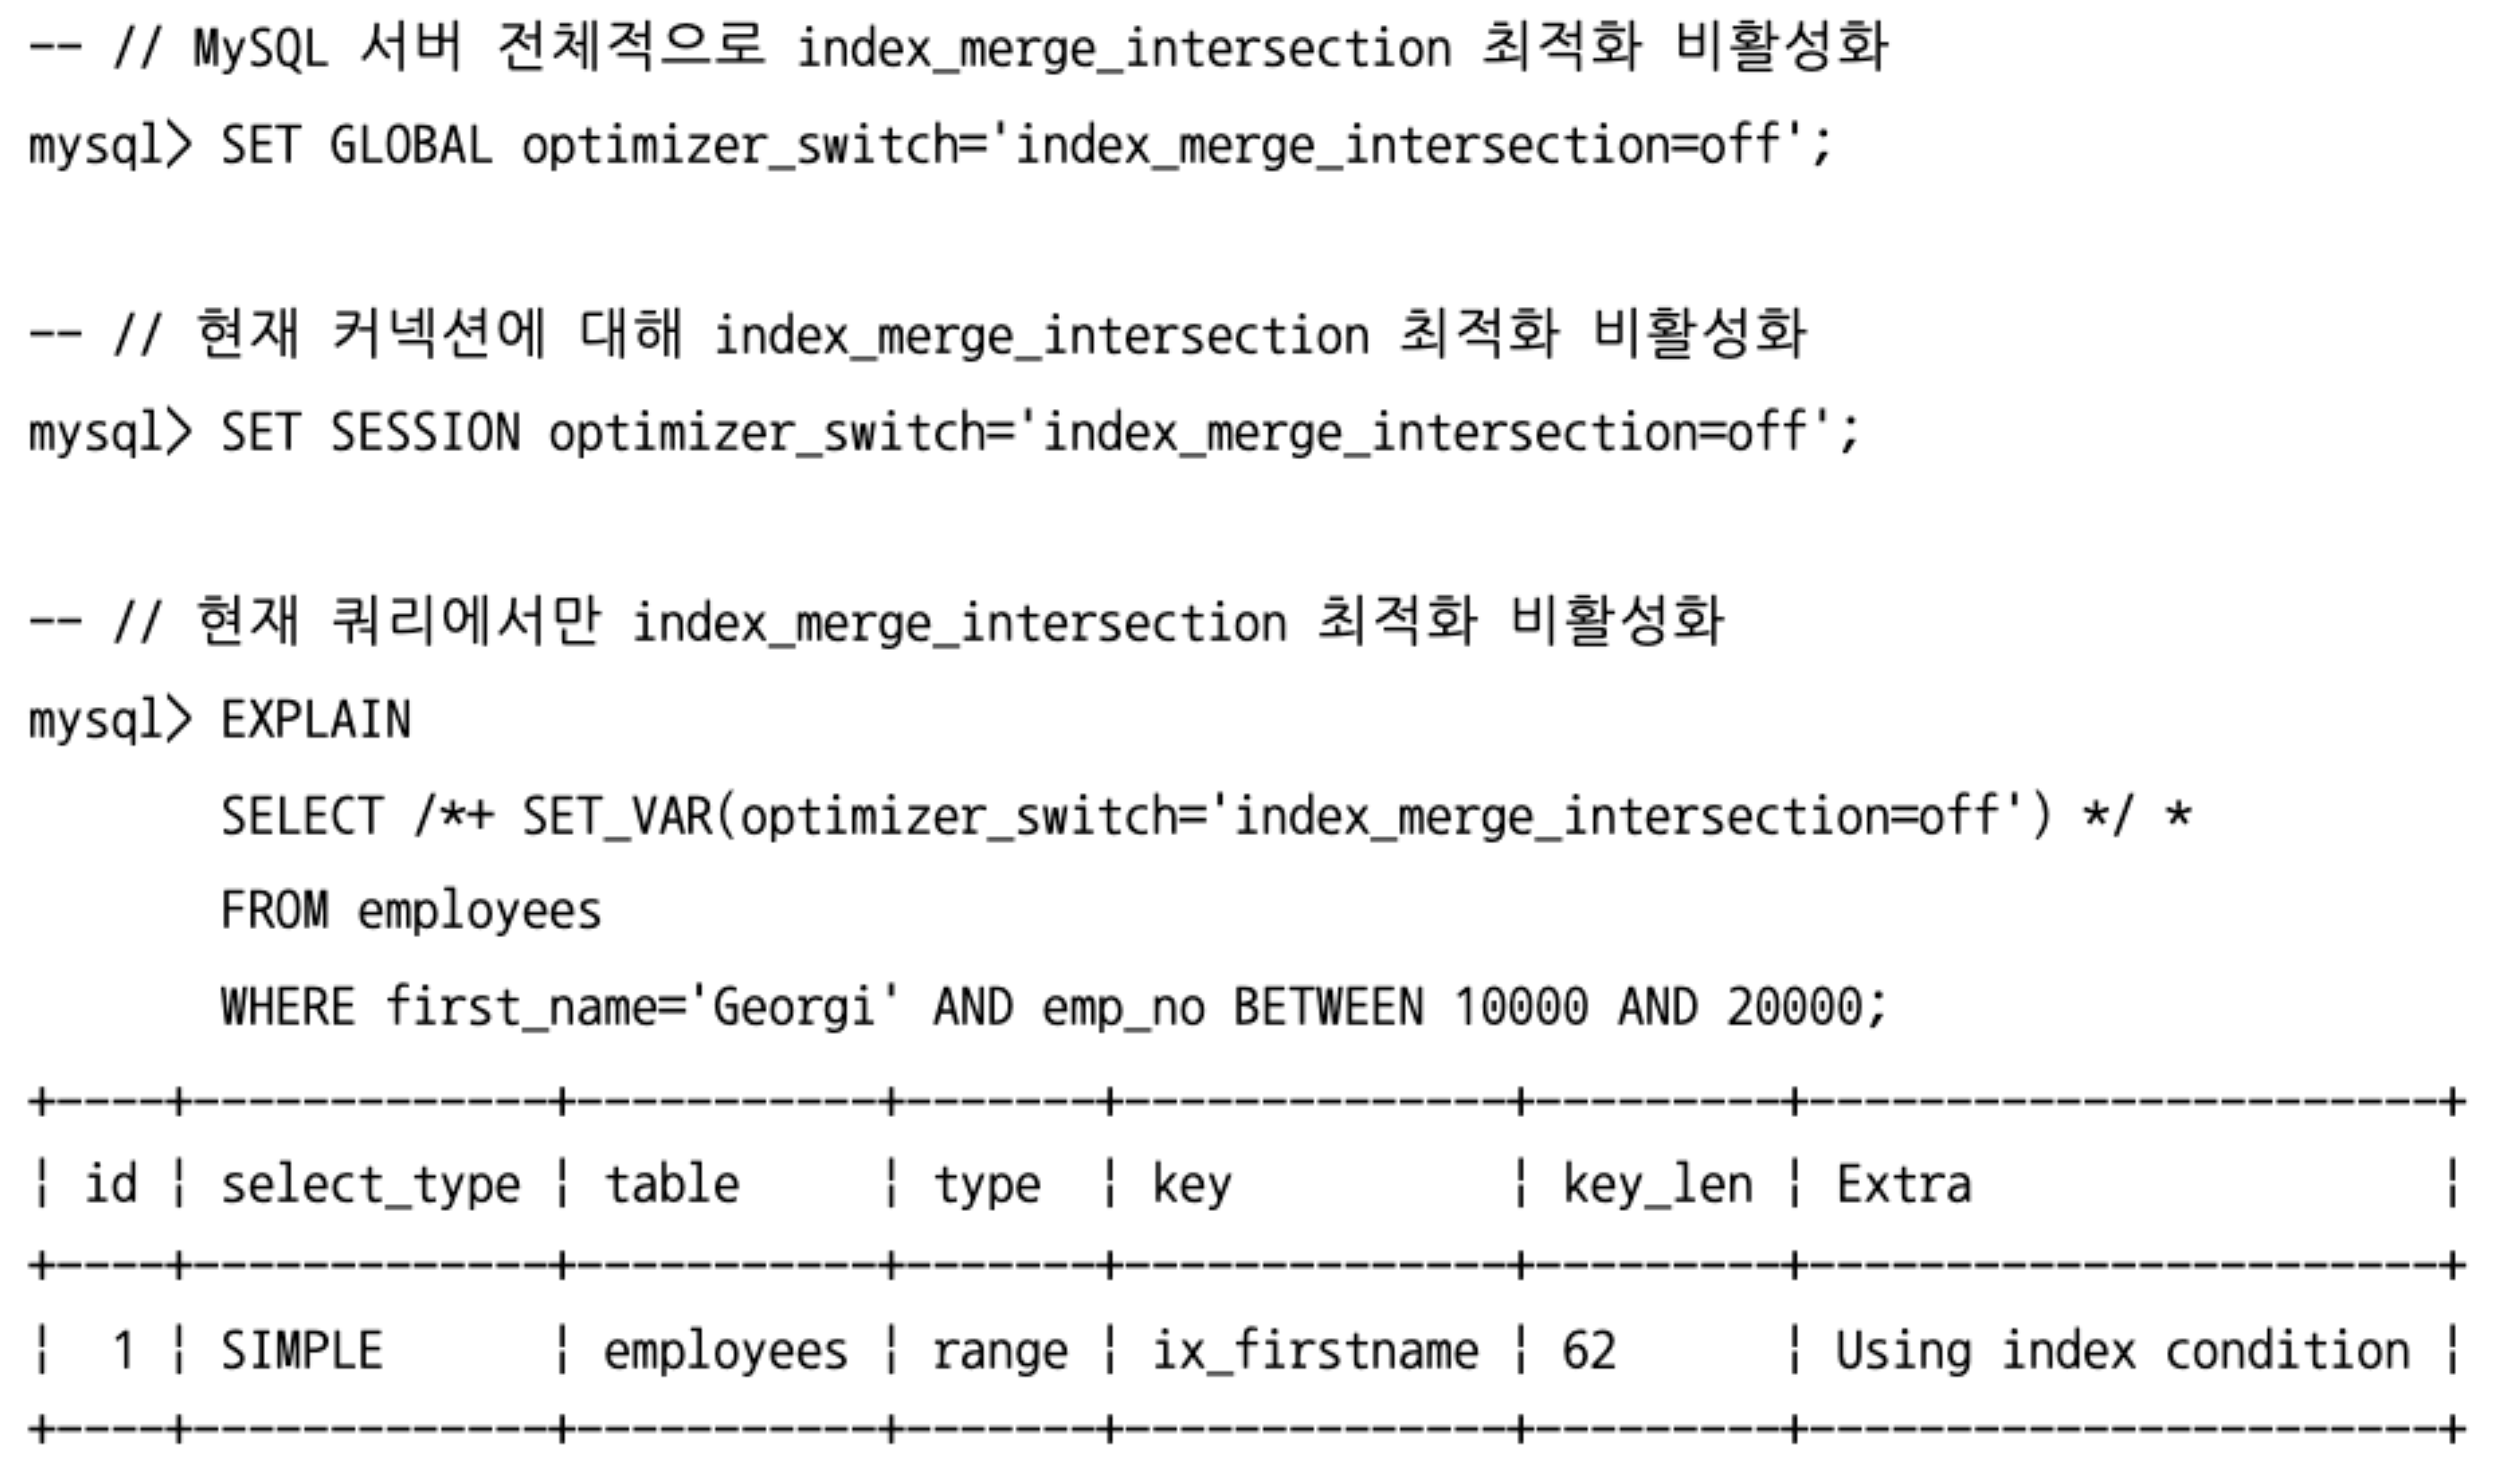 -- // MySQL 서버 전체적으로 index_merge_intersection 최적화 비활성화
mysql> SET GLOBAL optimizer_switch='index_merge_intersection=off';
-- // 현재 커넥션에 대해 index_merge_intersection 최적화 비활성화
mysql> SET SESSION optimizer_switch='index_merge_intersection=off';
-- // 현재 쿼리에서만 index_merge_intersection 최적화 비활성화
mysql> EXPLAIN
SELECT /*+ SET_VAR(optimizer_switch='index_merge_intersection=off') */ *
FROM employees
WHERE first_name='Georgi' AND emp_no BETWEEN 10000 AND 20000;
+----+-------------+-----------+-------+--------------+---------+-----------------------+
¦ id ¦ select_type ¦ table     ¦ type  ¦ key          ¦ key_len ¦ Extra                 ¦
+----+-------------+-----------+-------+--------------+---------+-----------------------+
¦  1 ¦ SIMPLE      ¦ employees ¦ range ¦ ix_firstname ¦ 62      ¦ Using index condition ¦
+----+-------------+-----------+-------+--------------+---------+-----------------------+